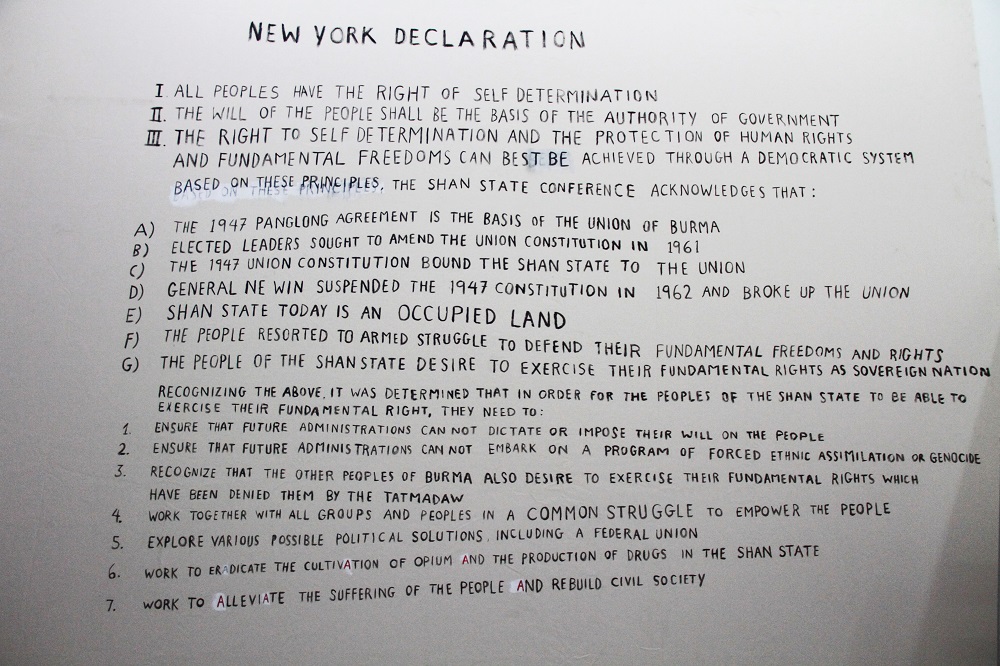 NEW YORK DECLARATION
I. ALL PEOPLES HAVE THE RIGHT OF SELF DETERMINATION
II. THE WILL OF THE PEOPLE SHALL BE THE BASIS OF THE AUTHORITY OF GOVERNMENT
III. THE RIGHT TO SELF DETERMINATION AND THE PROTECTION OF HUMAN RIGHTS
AND FUNDAMENTAL FREEDOMS CAN BEST BE ACHIEVED THROUGH A DEMOCRATIC SYSTEM
BASED ON THESE PRINCIPLES, THE SHAN STATE CONFERENCE ACKNOWLEDGES THAT:
A) THE 1947 PANGLONG AGREEMENT IS THE BASIS OF THE UNION OF BURMA
B) ELECTED LEADERS SOUGHT TO AMEND THE UNION CONSTITUTION IN 1961
C) THE 1947 UNION CONSTITUTION BOUND THE SHAN STATE TO THE UNION
D) GENERAL NE WIN SUSPENDED THE 1947 CONSTITUTION IN 1962 AND BROKE UP THE UNION
E) SHAN STATE TODAY IS AN OCCUPIED LAND
F) THE PEOPLE RESORTED TO ARMED STRUGGLE TO DEFEND THEIR FUNDAMENTAL FREEDOMS AND RIGHTS
G) THE PEOPLE OF THE SHAN STATE DESIRE TO EXERCISE THEIR FUNDAMENTAL RIGHTS AS SOVEREIGN NATION
RECOGNIZING THE ABOVE, IT WAS DETERMINED THAT IN ORDER FOR THE PEOPLES OF THE SHAN STATE TO BE ABLE TO
EXERCISE THEIR FUNDAMENTAL RIGHT, THEY NEED TO:
1. ENSURE THAT FUTURE ADMINISTRATIONS CAN NOT DICTATE OR IMPOSE THEIR WILL ON THE PEOPLE
2. ENSURE THAT FUTURE ADMINISTRATIONS CAN NOT EMBARK ON A PROGRAM OF FORCED ETHNIC ASSIMILATION OR GENOCIDE
3. RECOGNIZE THAT THE OTHER PEOPLES OF BURMA ALSO DESIRE TO EXERCISE THEIR FUNDAMENTAL RIGHTS WHICH
HAVE BEEN DENIED THEM BY THE TATMADAW
4. WORK TOGETHER WITH ALL GROUPS AND PEOPLES IN A COMMON STRUGGLE TO EMPOWER THE PEOPLE
5. EXPLORE VARIOUS POSSIBLE POLITICAL SOLUTIONS, INCLUDING A FEDERAL UNION
6. WORK TO ERADICATE THE CULTIVATION OF OPIUM AND THE PRODUCTION OF DRUGS IN THE SHAN STATE
7. WORK TO ALLEVIATE THE SUFFERING OF THE PEOPLE AND REBUILD CIVIL SOCIETY